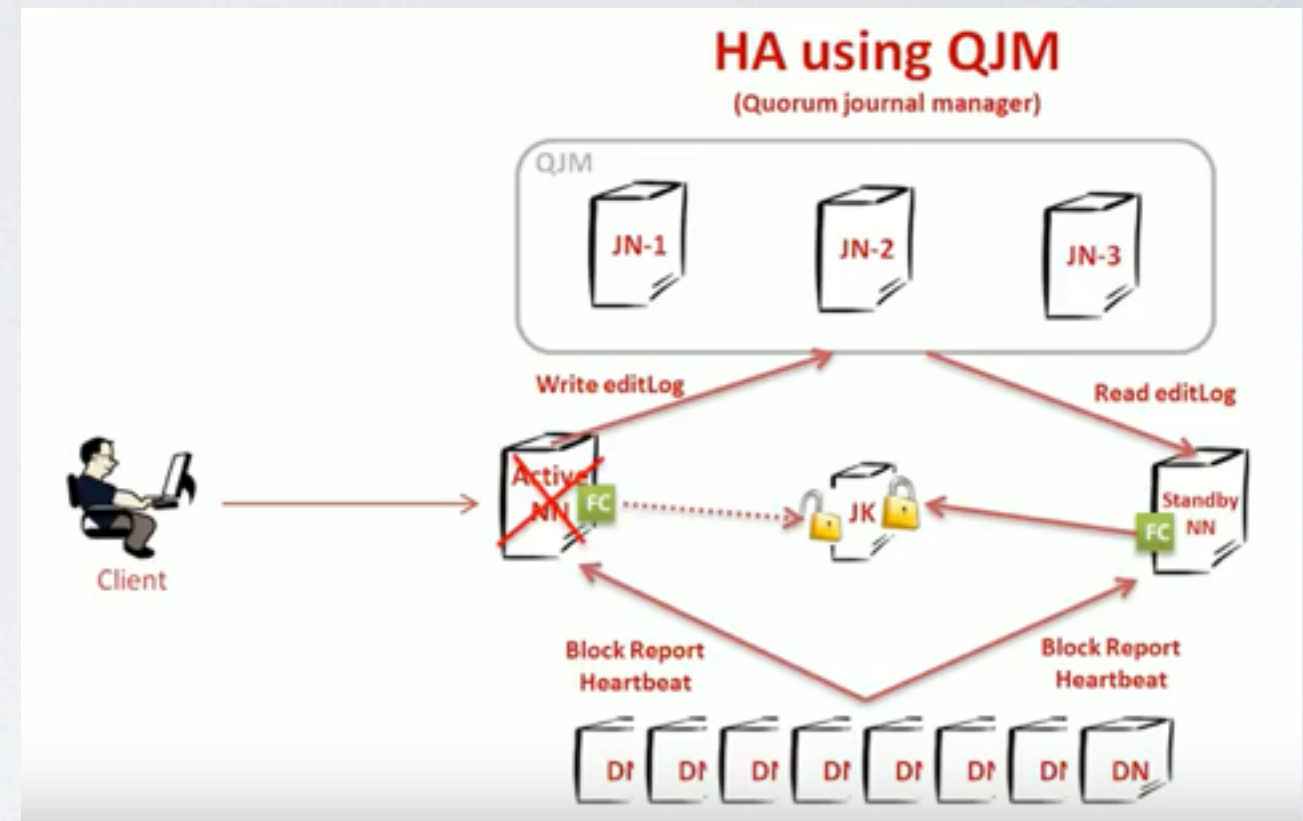 HA using QJM
(Quorum journal manager)
QJM
JN-1
JN-2
JN-3
Write editLog
Read editLog
Active
NN
FC
JK
Standby
NN
FC
Client
Block Report
Heartbeat
Block Report
Heartbeat
DN